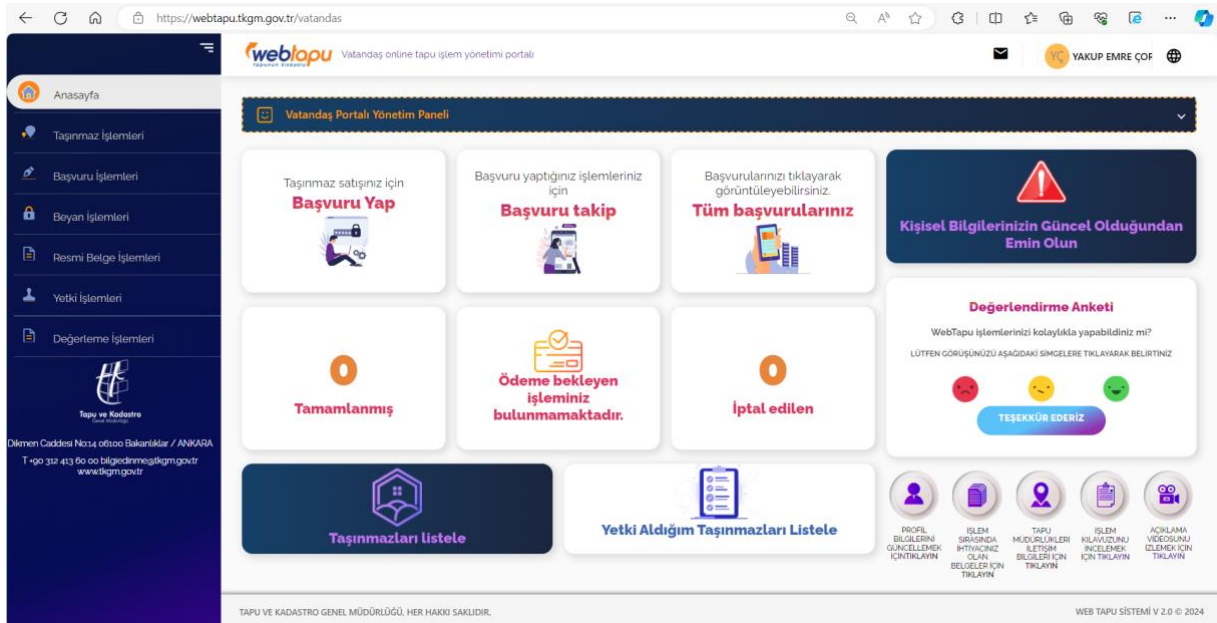 https://webtapu.tkgm.gov.tr/vatandas
webtapu
Vatandaş online tapu işlem yönetimi portalı
YÇ
YAKUP EMRE ÇOR
Anasayfa
Taşınmaz İşlemleri
Başvuru İşlemleri
Beyan İşlemleri
Resmi Belge İşlemleri
Yetki İşlemleri
Değerleme İşlemleri
Tapu ve Kadastro
Genel Müdürlüğü
Dikmen Caddesi No:14 06100 Bakanlıklar / ANKARA
T +90 312 413 60 00 bilgiedinme@tkgm.gov.tr
www.tkgm.gov.tr
Vatandaş Portalı Yönetim Paneli
Taşınmaz satışınız için
Başvuru Yap
Başvuru yaptığınız işlemleriniz
için
Başvuru takip
Başvurularınızı tıklayarak
görüntüleyebilirsiniz.
Tüm başvurularınız
Kişisel Bilgilerinizin Güncel Olduğundan
Emin Olun
0
Tamamlanmış
Ödeme bekleyen
işleminiz
bulunmamaktadır.
0
İptal edilen
Değerlendirme Anketi
WebTapu işlemlerinizi kolaylıkla yapabildiniz mi?
LÜTFEN GÖRÜŞÜNÜZÜ AŞAĞIDAKİ SİMGELERE TIKLAYARAK BELİRTİNİZ
TEŞEKKÜR EDERİZ
Taşınmazları listele
Yetki Aldığım Taşınmazları Listele
PROFİL
BİLGİLERİNİ
GÜNCELLEMEK
İÇİNTIKLAYIN
İŞLEM
SIRASINDA
İHTİYACINIZ
OLAN
BELGELER İÇİN
TIKLAYIN
TAPU
MÜDÜRLÜKLERİ
İLETİŞİM
BİLGİLERİ İÇİN
TIKLAYIN
İŞLEM
KILAVUZUNU
İNCELEMEK
İÇİN TIKLAYIN
AÇIKLAMA
VİDEOSUNU
İZLEMEK İÇİN
TIKLAYIN
TAPU VE KADASTRO GENEL MÜDÜRLÜĞÜ. HER HAKKI SAKLIDIR.
WEB TAPU SİSTEMİ V 2.0 © 2024